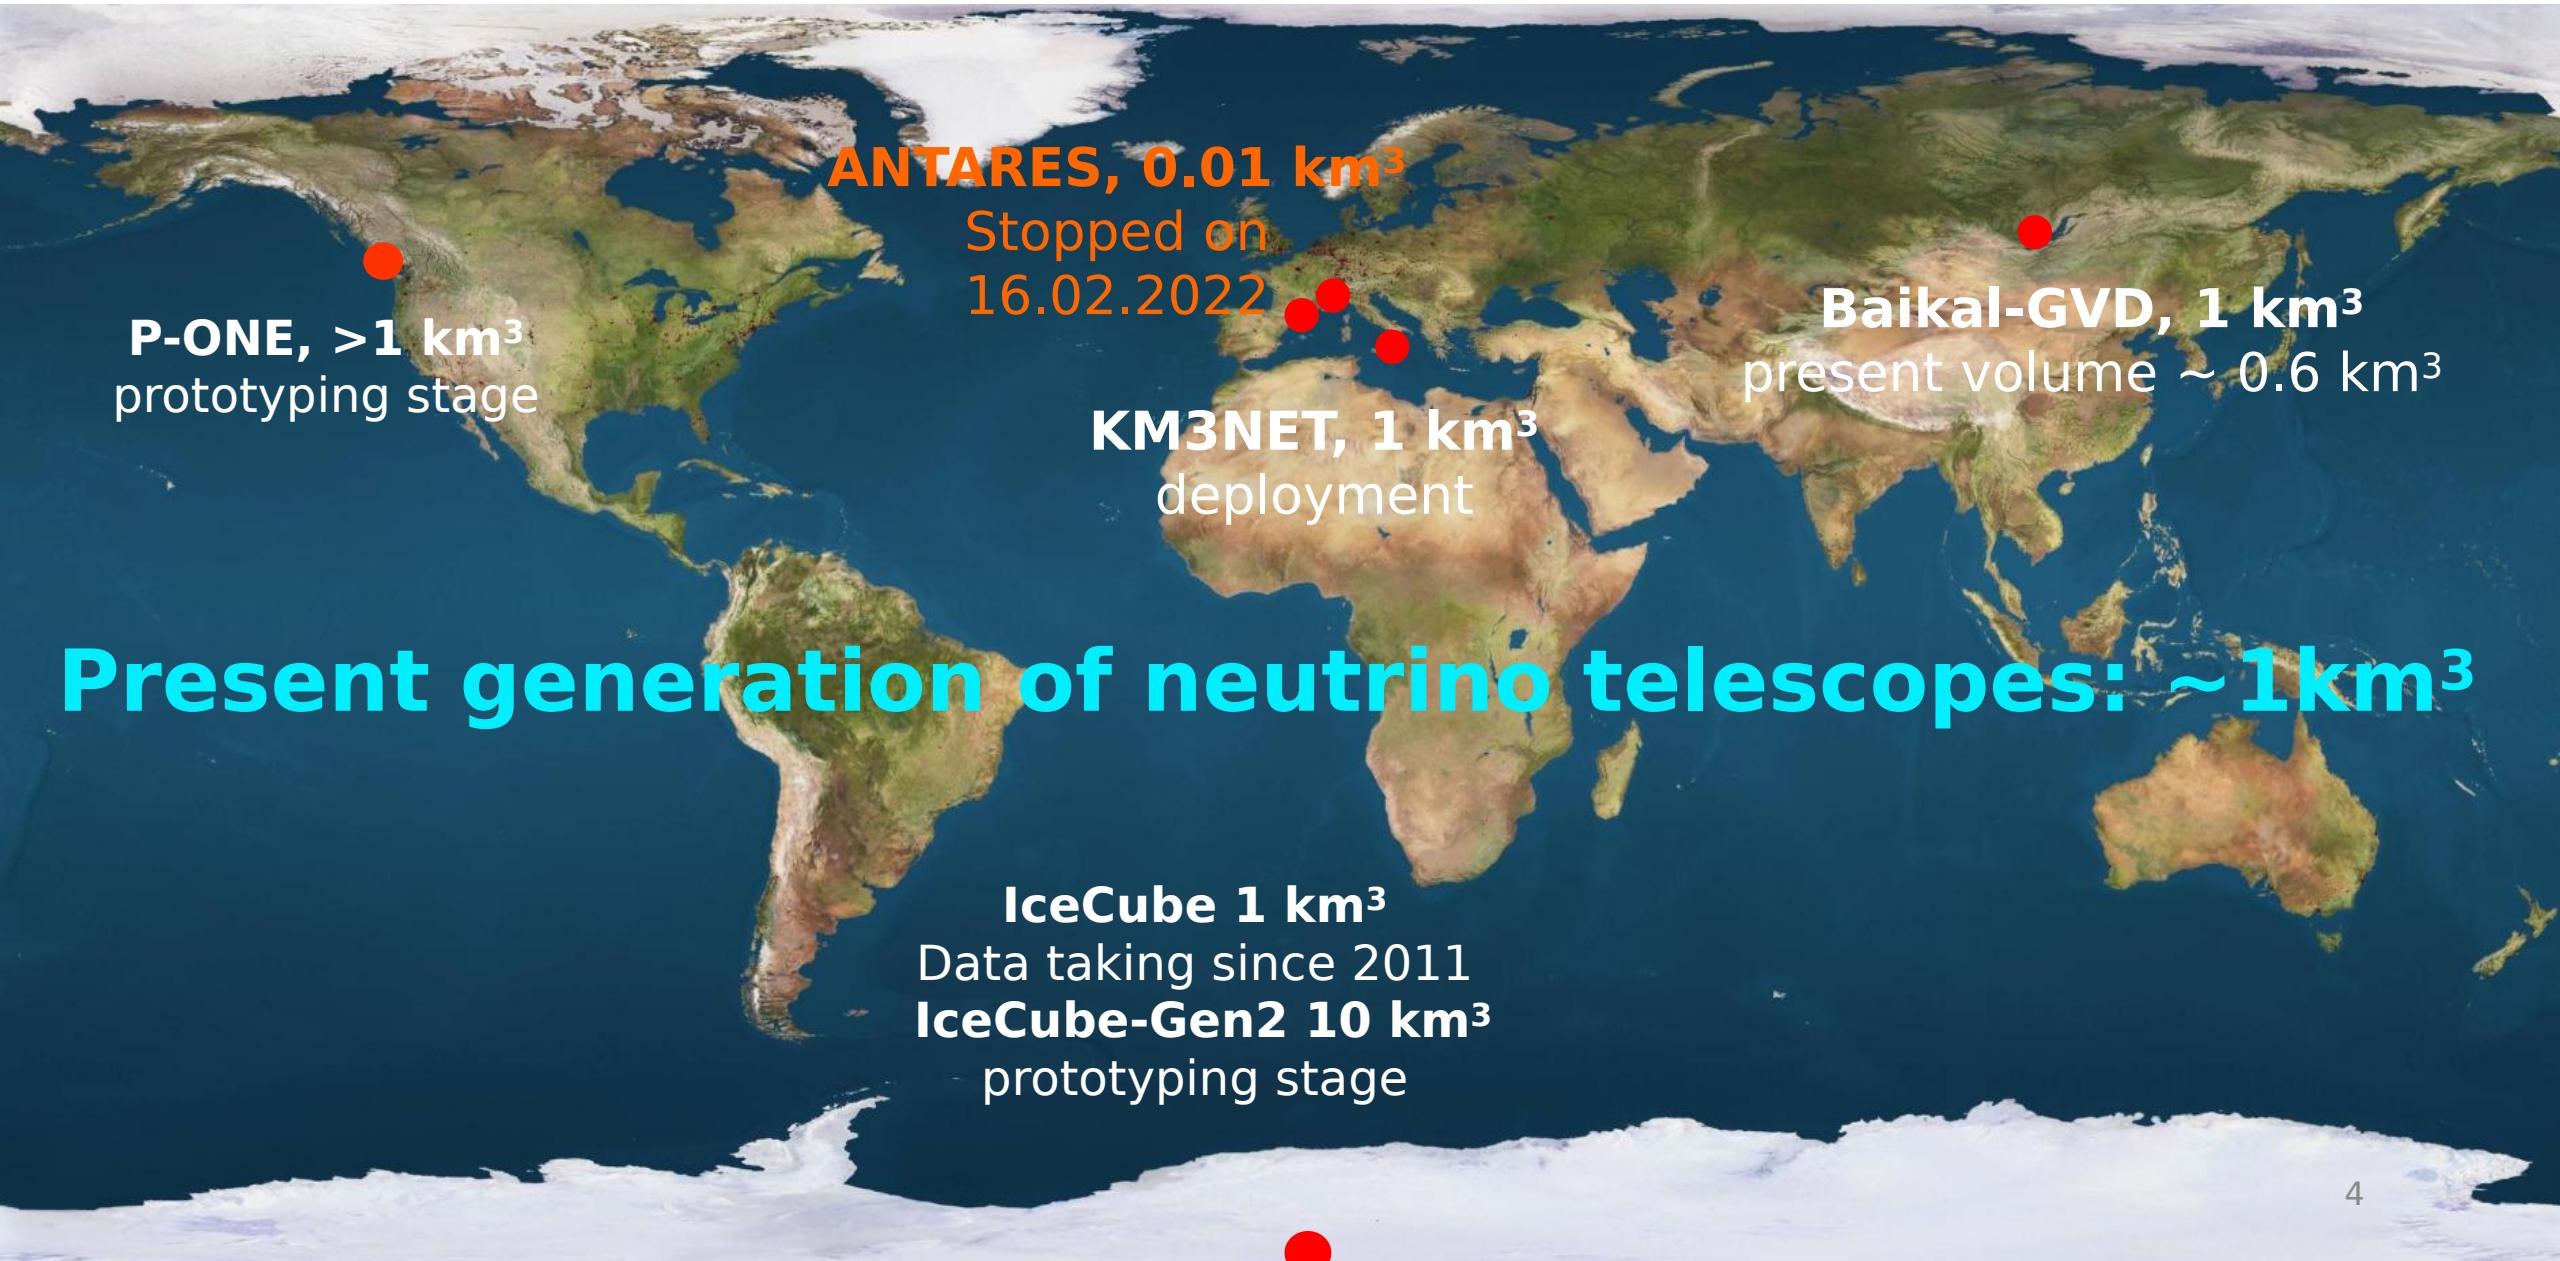 ANTARES, 0.01 km³
Stopped on
16.02.2022
P-ONE, >1 km³
prototyping stage
Baikal-GVD, 1 km³
present volume ~ 0.6 km³
KM3NET, 1 km³
deployment
Present generation of neutrino telescopes: ~1km³
IceCube 1 km³
Data taking since 2011
IceCube-Gen2 10 km³
prototyping stage
4